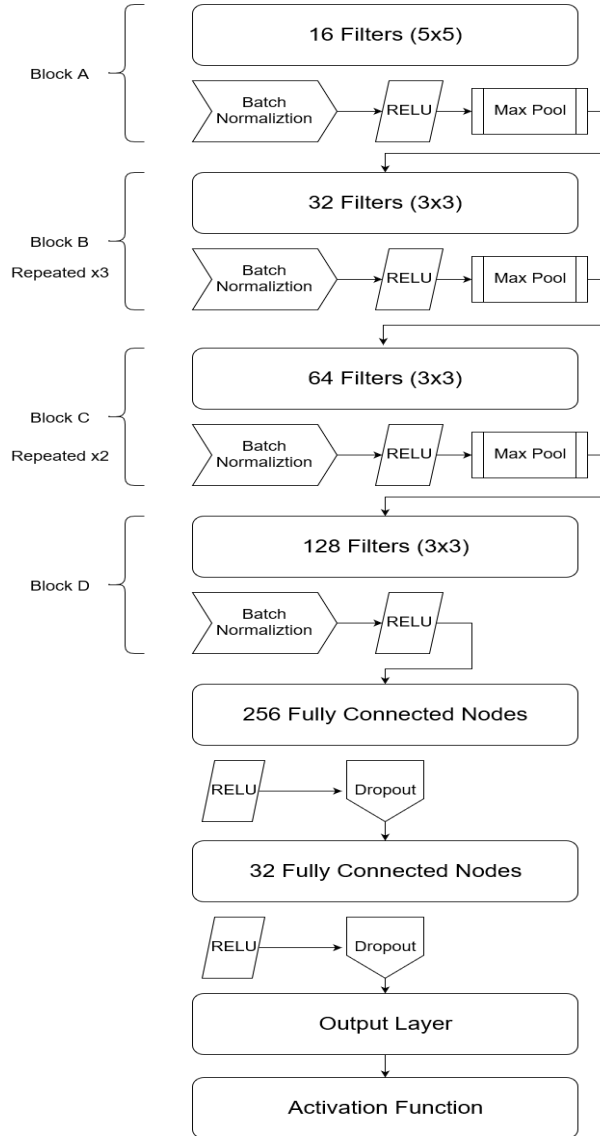 16 Filters (5x5)
Block A
Batch
Normaliztion
RELU
Max Pool
32 Filters (3x3)
Block B
Repeated x3
Batch
Normaliztion
RELU
Max Pool
64 Filters (3x3)
Block C
Repeated x2
Batch
Normaliztion
RELU
Max Pool
128 Filters (3x3)
Block D
Batch
Normaliztion
RELU
256 Fully Connected Nodes
RELU
Dropout
32 Fully Connected Nodes
RELU
Dropout
Output Layer
Activation Function